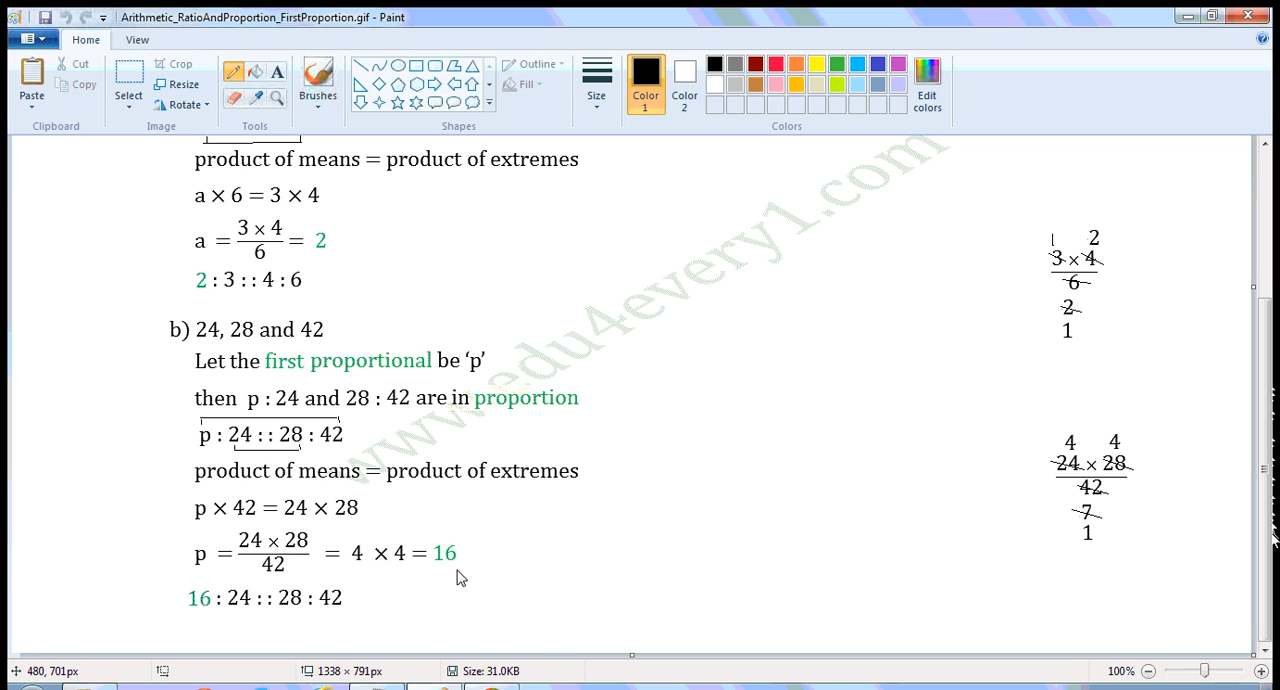 Arithmetic_RatioAndProportion_FirstProportion.gif - Paint
Home View
Paste
Cut
Copy
Clipboard
Select
Crop
Resize
Rotate
Image
A
Tools
Brushes
Shapes
Outline
Fill
Size
Color 1
Color 2
Edit colors
Colors
product of means = product of extremes
a × 6 = 3 × 4
a = 3 × 4 / 6 = 2
2 : 3 : : 4 : 6
b) 24, 28 and 42
Let the first proportional be ‘p’
then p : 24 and 28 : 42 are in proportion
p : 24 : : 28 : 42
product of means = product of extremes
p × 42 = 24 × 28
p = 24 × 28 / 42 = 4 × 4 = 16
16 : 24 : : 28 : 42
1 2
3 × 4
6
2
1
4 4
24 × 28
42
7
1
www.edu4every1.com
480, 701px
1338 × 791px
Size: 31.0KB
100%